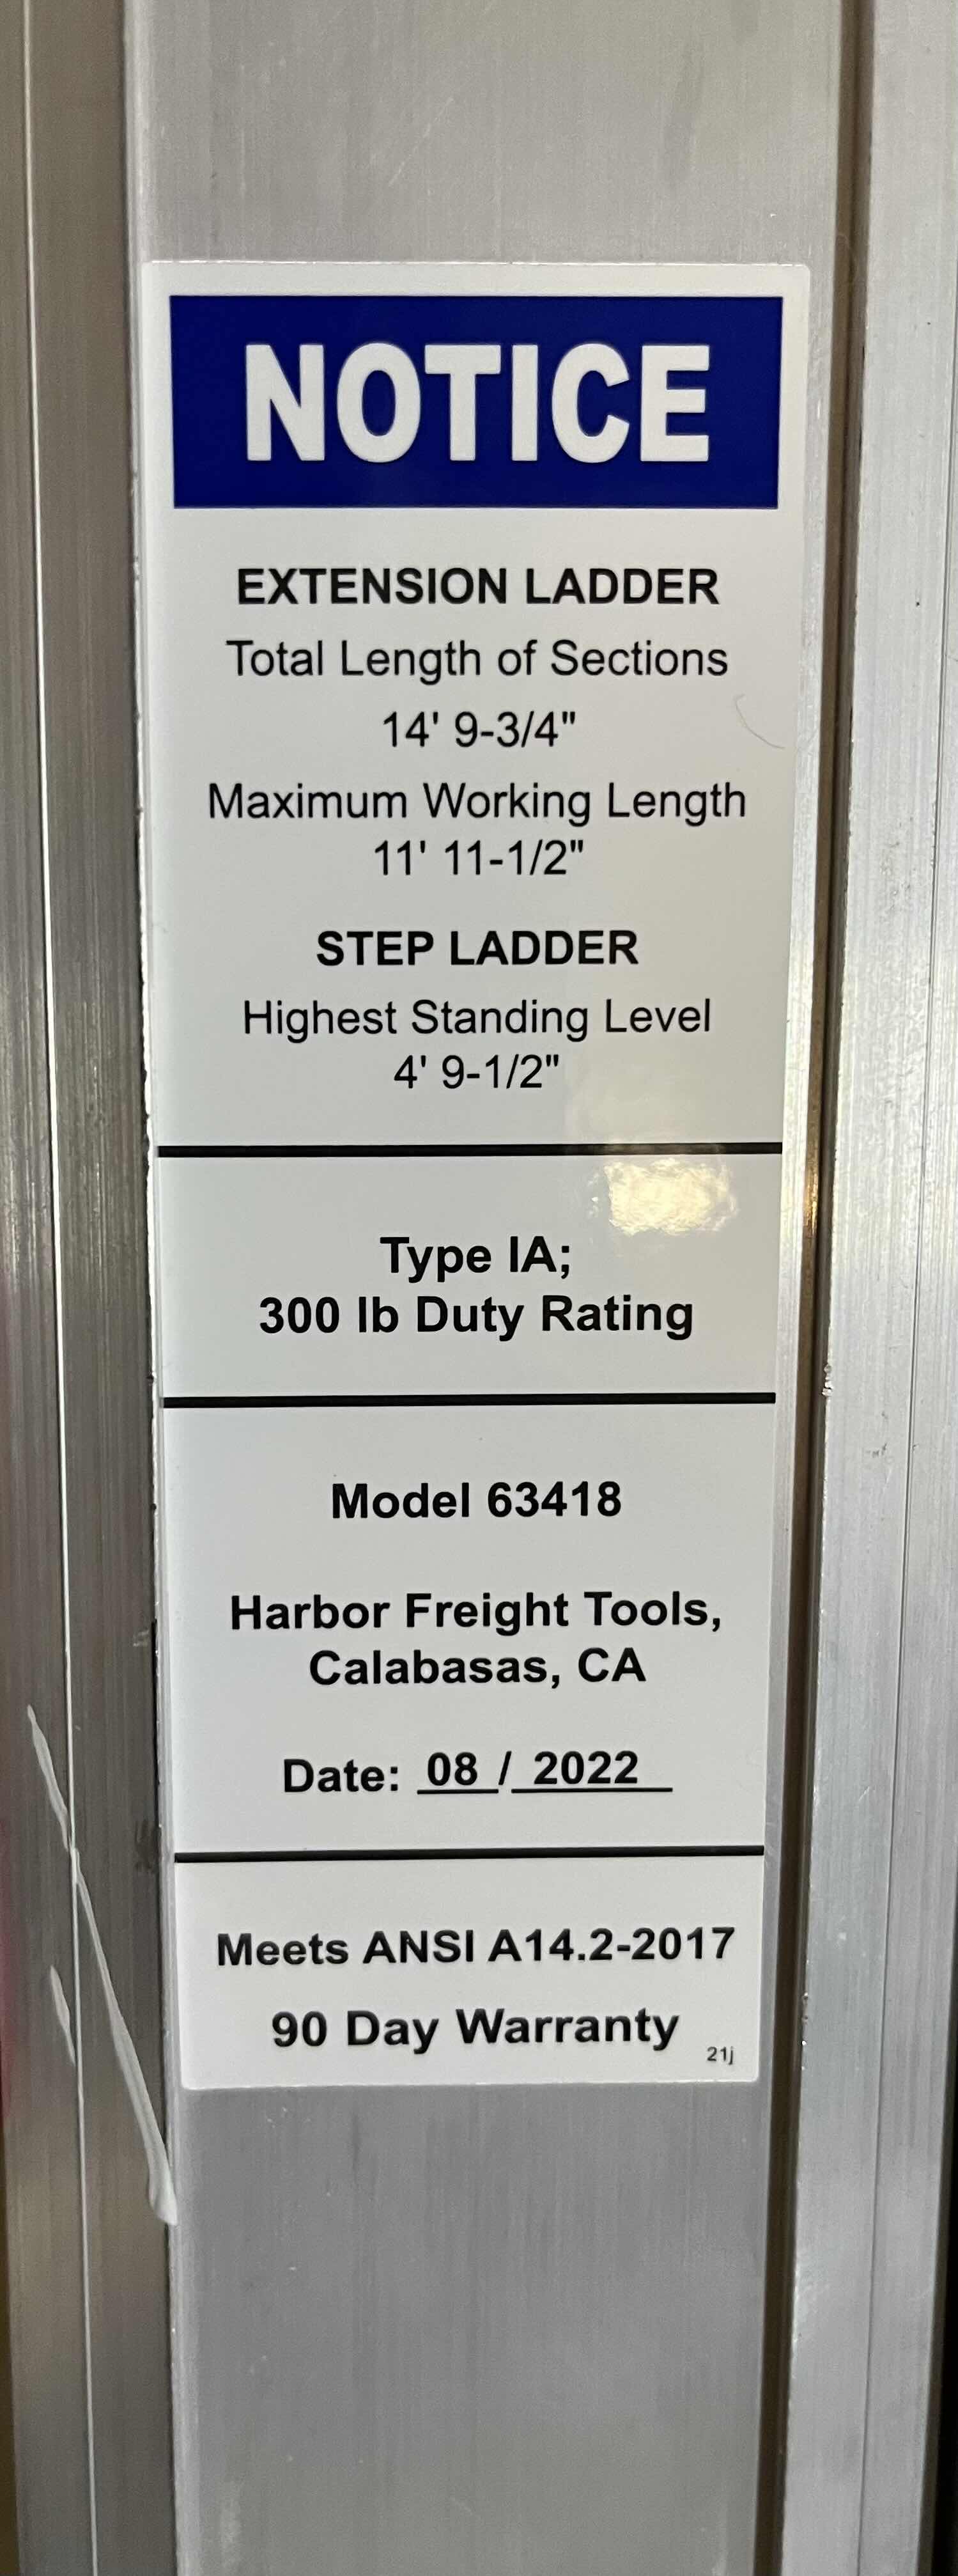 NOTICE
EXTENSION LADDER
Total Length of Sections
14' 9-3/4"
Maximum Working Length
11' 11-1/2"
STEP LADDER
Highest Standing Level
4' 9-1/2"
Type IA;
300 lb Duty Rating
Model 63418
Harbor Freight Tools,
Calabasas, CA
Date: 08 / 2022
Meets ANSI A14.2-2017
90 Day Warranty
21j